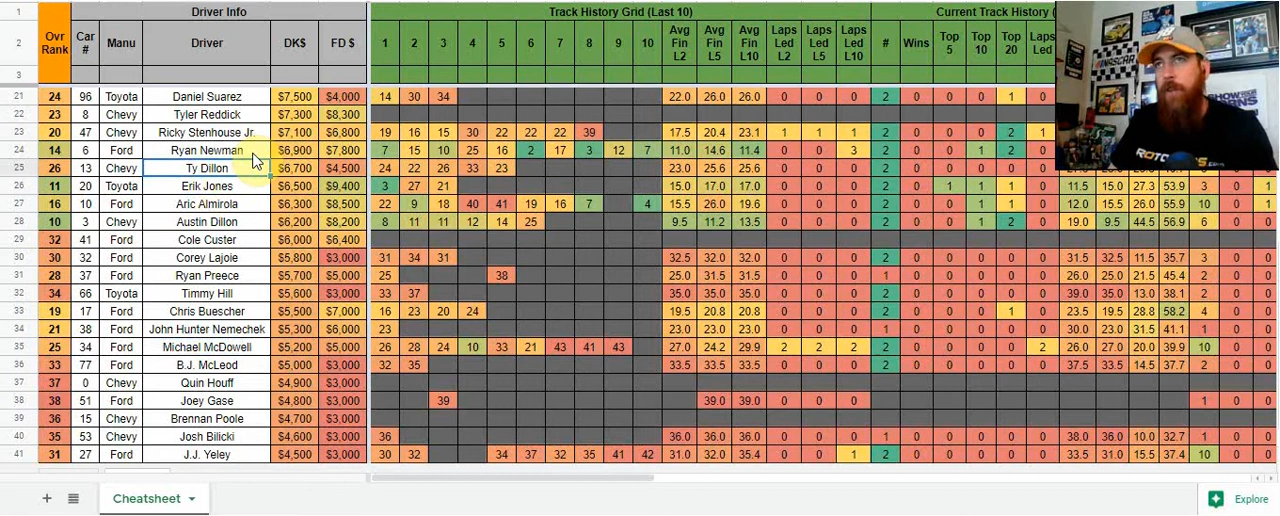 1 Driver Info Track History Grid (Last 10) Current Track History (
2 Ovr Rank Car # Manu Driver DK$ FD $ 1 2 3 4 5 6 7 8 9 10 Avg Fin L2 Avg Fin L5 Avg Fin L10 Laps Led L2 Laps Led L5 Laps Led L10 # Wins Top 5 Top 10 Top 20 Laps Led
3
21 24 96 Toyota Daniel Suarez $7,500 $4,000 14 30 34 22.0 26.0 26.0 0 0 0 2 0 0 0 1 0
22 23 8 Chevy Tyler Reddick $7,300 $8,300
23 20 47 Chevy Ricky Stenhouse Jr. $7,100 $6,800 19 16 15 30 22 22 22 39 17.5 20.4 23.1 1 1 1 2 0 0 0 2 1
24 14 6 Ford Ryan Newman $6,900 $7,800 7 15 10 25 16 2 17 3 12 7 11.0 14.6 11.4 0 0 3 2 0 0 1 2 0
25 26 13 Chevy Ty Dillon $6,700 $4,500 24 22 26 33 23 23.0 25.6 25.6 0 0 0 2 0 0 0 0 0
26 11 20 Toyota Erik Jones $6,500 $9,400 3 27 21 15.0 17.0 17.0 0 0 0 2 0 1 1 1 0 11.5 15.0 27.3 53.9 3 0 1
27 16 10 Ford Aric Almirola $6,300 $8,500 22 9 18 40 41 19 16 7 4 15.5 26.0 19.6 0 0 0 2 0 0 1 1 0 12.0 15.5 26.0 55.9 10 0 1
28 10 3 Chevy Austin Dillon $6,200 $8,200 8 11 11 12 14 25 9.5 11.2 13.5 0 0 0 2 0 0 1 2 0 19.0 9.5 44.5 56.9 6 0 0
29 32 41 Ford Cole Custer $6,000 $6,400
30 30 32 Ford Corey Lajoie $5,800 $3,000 31 34 31 32.5 32.0 32.0 0 0 0 2 0 0 0 0 0 31.5 32.5 11.5 35.7 3 0 0
31 28 37 Ford Ryan Preece $5,700 $5,000 25 38 25.0 31.5 31.5 0 0 0 1 0 0 0 0 0 26.0 25.0 21.5 45.4 2 0 0
32 34 66 Toyota Timmy Hill $5,600 $3,000 33 37 35.0 35.0 35.0 0 0 0 2 0 0 0 0 0 39.0 35.0 13.0 38.1 2 0 0
33 19 17 Ford Chris Buescher $5,500 $7,000 16 23 20 24 19.5 20.8 20.8 0 0 0 2 0 0 0 1 0 23.5 19.5 28.8 58.2 4 0 0
34 21 38 Ford John Hunter Nemechek $5,300 $6,000 23 23.0 23.0 23.0 0 0 0 1 0 0 0 0 0 30.0 23.0 31.5 41.1 1 0 0
35 25 34 Ford Michael McDowell $5,200 $5,000 26 28 24 10 33 21 43 41 43 27.0 24.2 29.9 2 2 2 2 0 0 0 0 2 26.0 27.0 20.0 39.9 10 0 0
36 33 77 Ford B.J. McLeod $5,000 $3,000 32 35 33.5 33.5 33.5 0 0 0 2 0 0 0 0 0 37.5 33.5 14.5 37.7 2 0 0
37 37 0 Chevy Quin Houff $4,900 $3,000
38 38 51 Ford Joey Gase $4,800 $3,000 39 39.0 39.0 0 0 1 0 0
39 36 15 Chevy Brennan Poole $4,700 $3,000
40 35 53 Chevy Josh Bilicki $4,600 $3,000 36 36.0 36.0 36.0 0 0 0 1 0 0 0 0 0 38.0 36.0 10.0 32.7 1 0 0
41 31 27 Ford J.J. Yeley $4,500 $3,000 30 32 34 37 32 35 41 42 31.0 32.0 35.4 0 0 1 2 0 0 0 0 0 33.5 31.0 15.5 37.4 10 0 0
Cheatsheet Explore